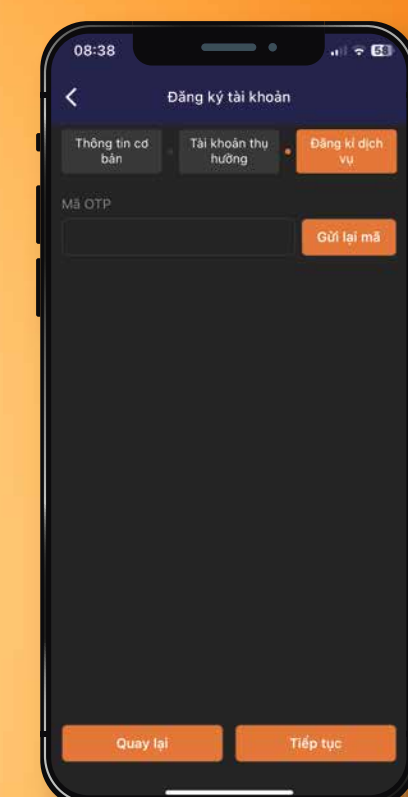 08:38
58
Đăng ký tài khoản
Thông tin cơ
bản
Tài khoản thụ
hưởng
Đăng kí dịch
vụ
Mã OTP
Gửi lại mã
Quay lại
Tiếp tục